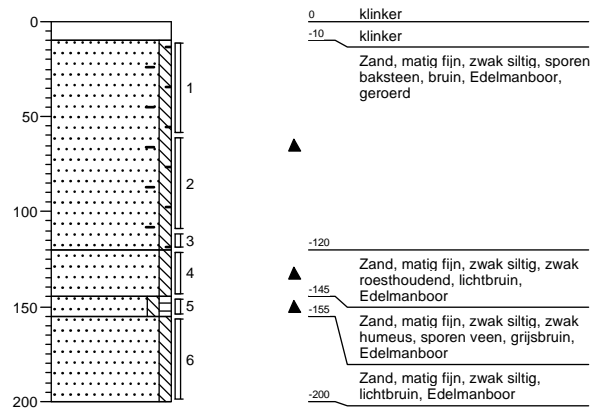 0
50
100
150
200
1
2
3
4
5
6
0 klinker
-10 klinker
Zand, matig fijn, zwak siltig, sporen
baksteen, bruin, Edelmanboor,
geroerd
-120
Zand, matig fijn, zwak siltig, zwak
roesthoudend, lichtbruin,
Edelmanboor
-145
Zand, matig fijn, zwak siltig, zwak
humeus, sporen veen, grijsbruin,
Edelmanboor
-155
Zand, matig fijn, zwak siltig,
lichtbruin, Edelmanboor
-200